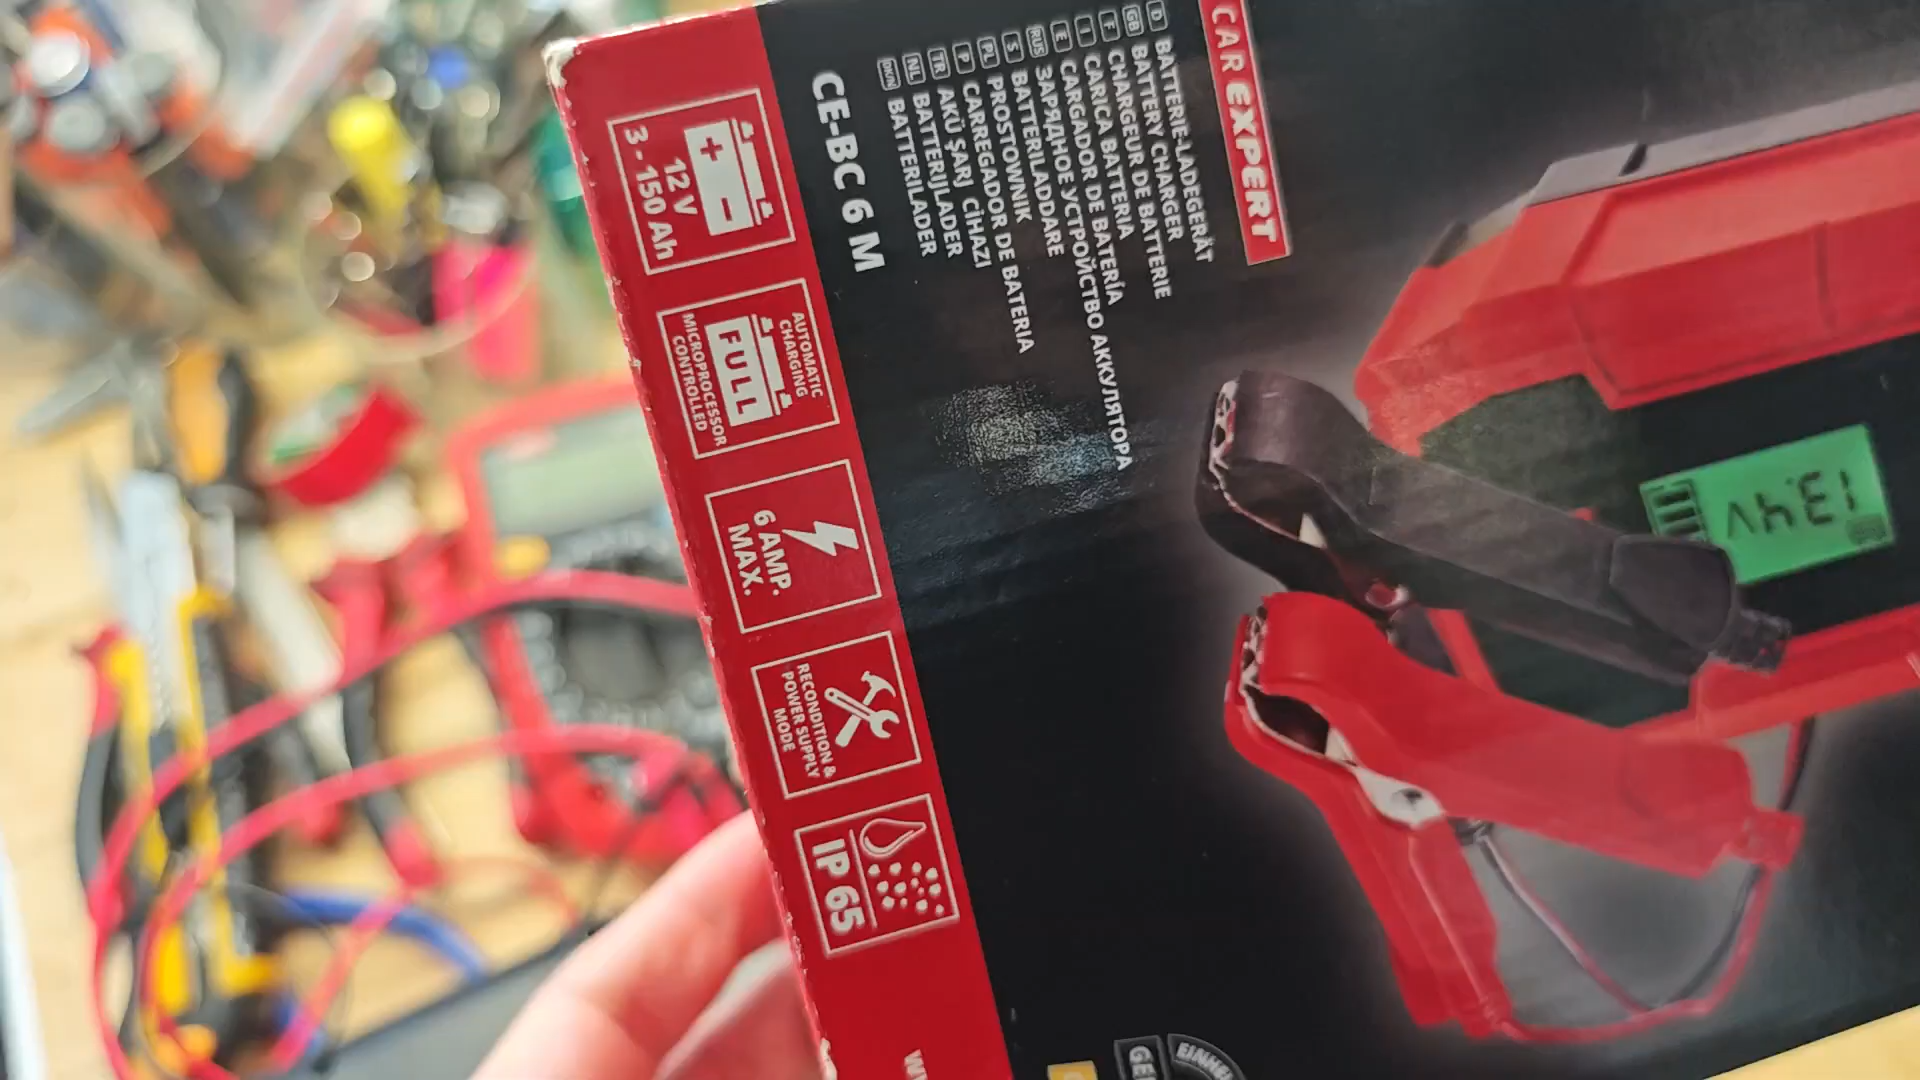 CAR EXPERT
D BATTERIE-LADEGERÄT
GB BATTERY CHARGER
F CHARGEUR DE BATTERIE
I CARICA BATTERIA
E CARGADOR DE BATERÍA
RUS ЗАРЯДНОЕ УСТРОЙСТВО АККУЛЯТОРА
S BATTERILADDARE
PL PROSTOWNIK
P CARREGADOR DE BATERIA
TR AKÜ ŞARJ CİHAZI
NL BATTERIJLADER
DK/N BATTERILADER
CE-BC 6 M
12 V
3 - 150 Ah
AUTOMATIC
CHARGING
FULL
MICROPROCESSOR
CONTROLLED
6 AMP.
MAX.
RECONDITION &
POWER SUPPLY
MODE
IP 65
13.4V